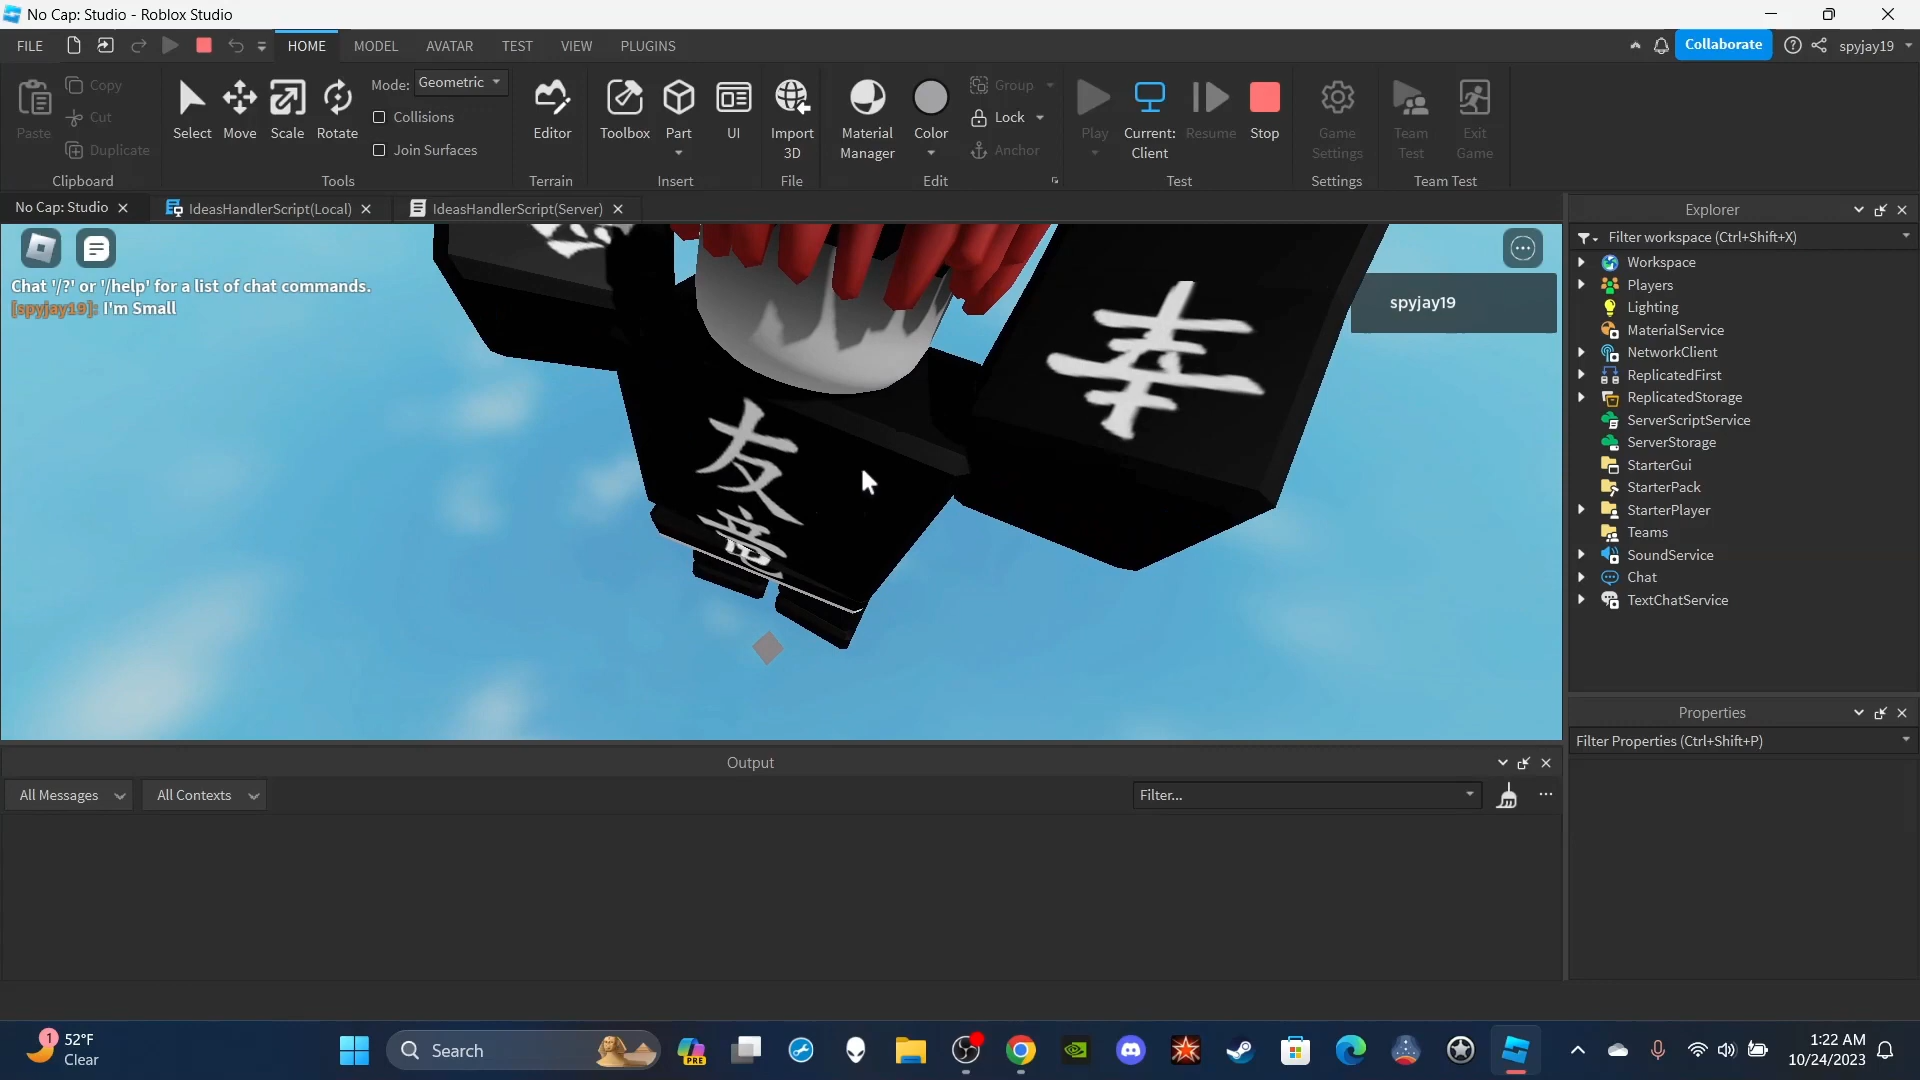 No Cap: Studio - Roblox Studio
FILE HOME MODEL AVATAR TEST VIEW PLUGINS Collaborate spyjay19
Paste Copy Cut Duplicate
Select Move Scale Rotate
Mode: Geometric
Collisions
Join Surfaces
Editor Toolbox Part UI Import 3D
Material Manager Color Group Lock Anchor
Play Current: Client Resume Stop Game Settings Team Test Exit Game
Clipboard Tools Terrain Insert File Edit Test Settings Team Test
No Cap: Studio IdeasHandlerScript(Local) IdeasHandlerScript(Server)
Chat '/?' or '/help' for a list of chat commands.
[spyjay19]: I'm Small
spyjay19
幸
友
Explorer
Filter workspace (Ctrl+Shift+X)
Workspace
Players
Lighting
MaterialService
NetworkClient
ReplicatedFirst
ReplicatedStorage
ServerScriptService
ServerStorage
StarterGui
StarterPack
StarterPlayer
Teams
SoundService
Chat
TextChatService
Properties
Filter Properties (Ctrl+Shift+P)
Output
All Messages All Contexts Filter...
1 52°F
Clear
Search
PRE
1:22 AM
10/24/2023